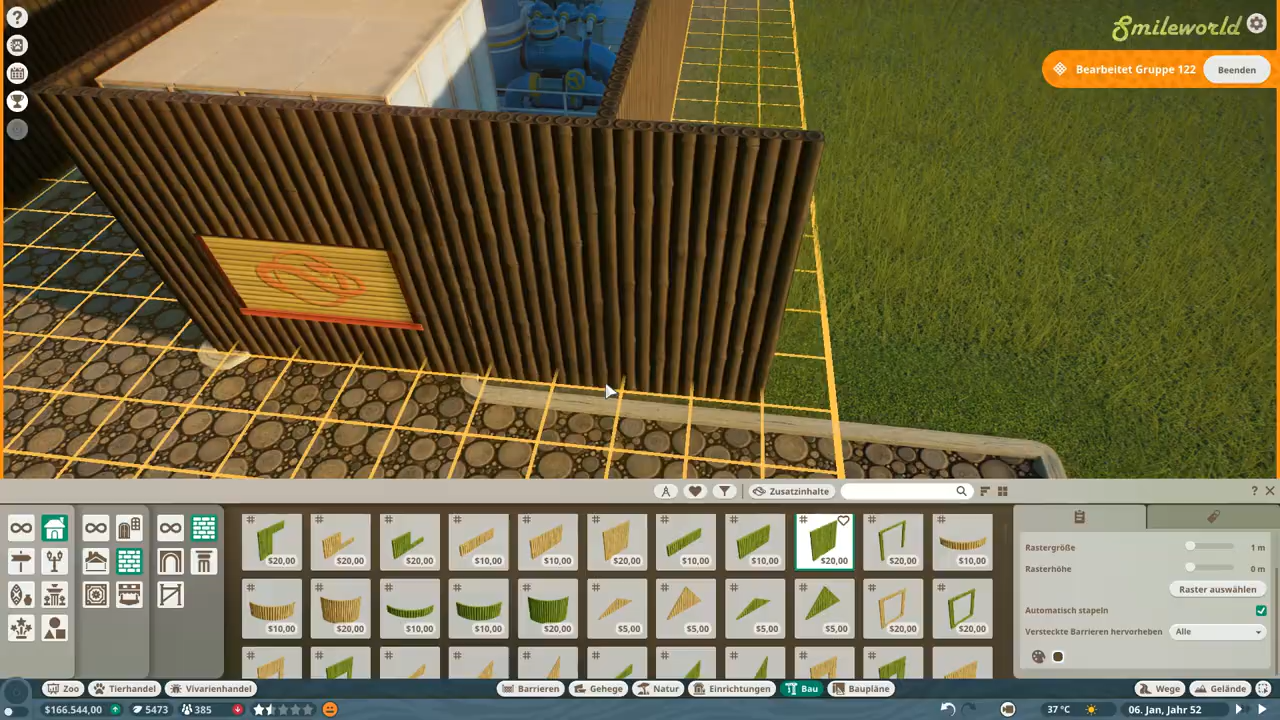 Smileworld
Bearbeitet Gruppe 122
Beenden
Zusatzinhalte
?
$20,00
$20,00
$20,00
$10,00
$10,00
$20,00
$10,00
$10,00
$20,00
$20,00
$10,00
$10,00
$20,00
$10,00
$10,00
$20,00
$5,00
$5,00
$5,00
$5,00
$20,00
$20,00
Rastergröße
1 m
Rasterhöhe
0 m
Raster auswählen
Automatisch stapeln
Versteckte Barrieren hervorheben
Alle
Zoo
Tierhandel
Vivarienhandel
Barrieren
Gehege
Natur
Einrichtungen
Bau
Baupläne
Wege
Gelände
$166.544,00
5473
385
37 °C
06. Jan, Jahr 52